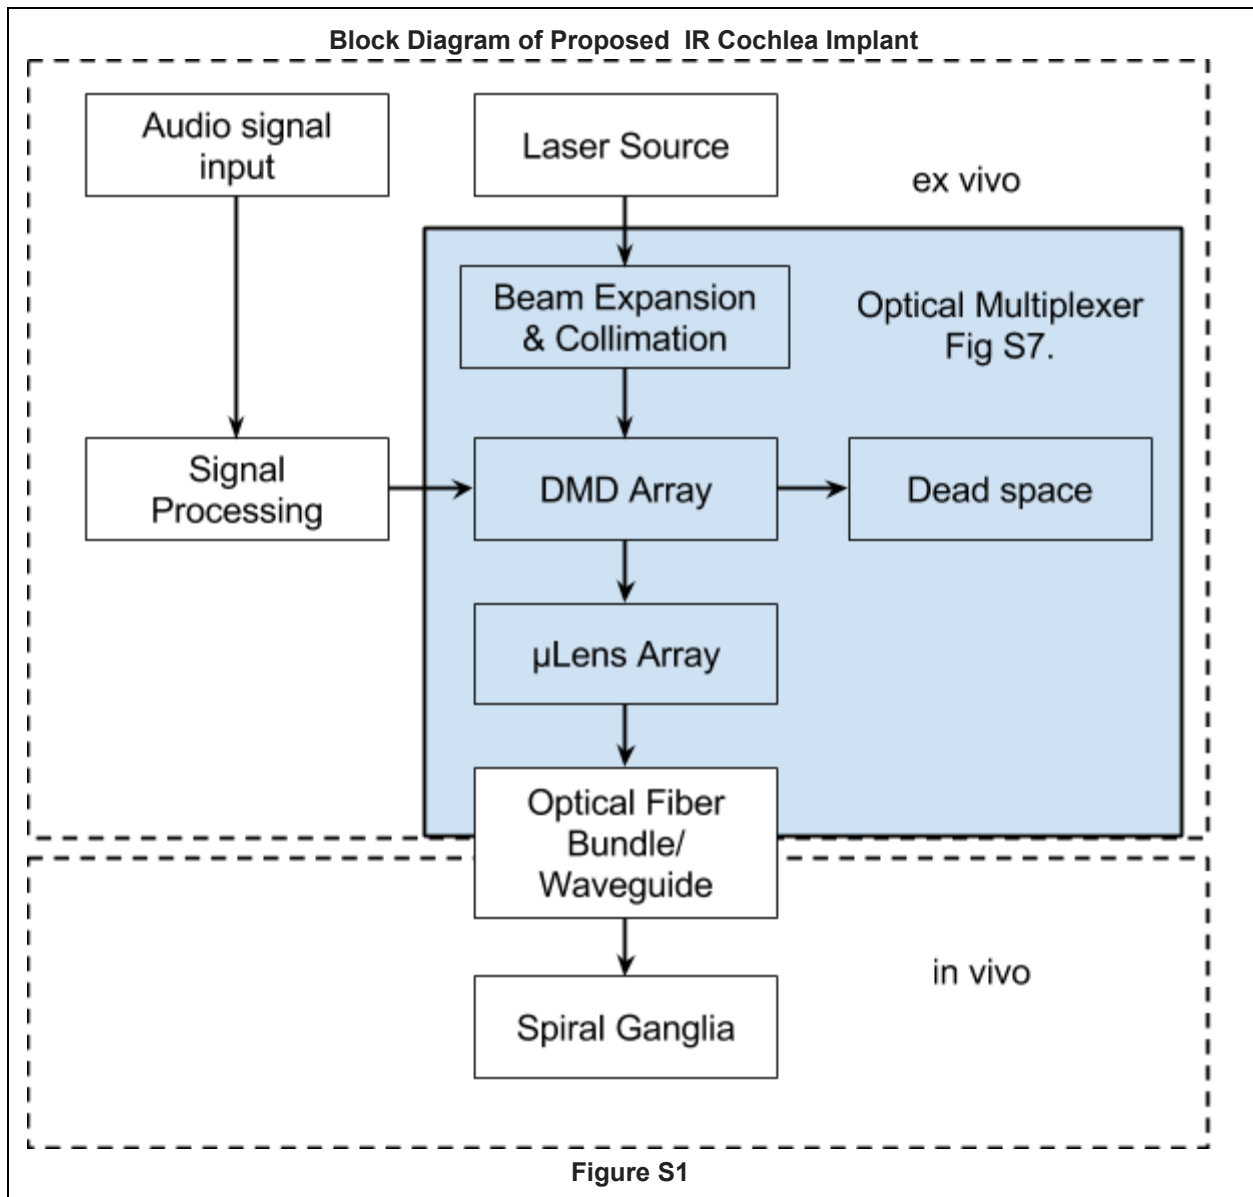 Block Diagram of Proposed IR Cochlea Implant
Audio signal
input
Laser Source
ex vivo
Beam Expansion
& Collimation
Optical Multiplexer
Fig S7.
Signal
Processing
DMD Array
Dead space
µLens Array
Optical Fiber
Bundle/
Waveguide
in vivo
Spiral Ganglia
Figure S1